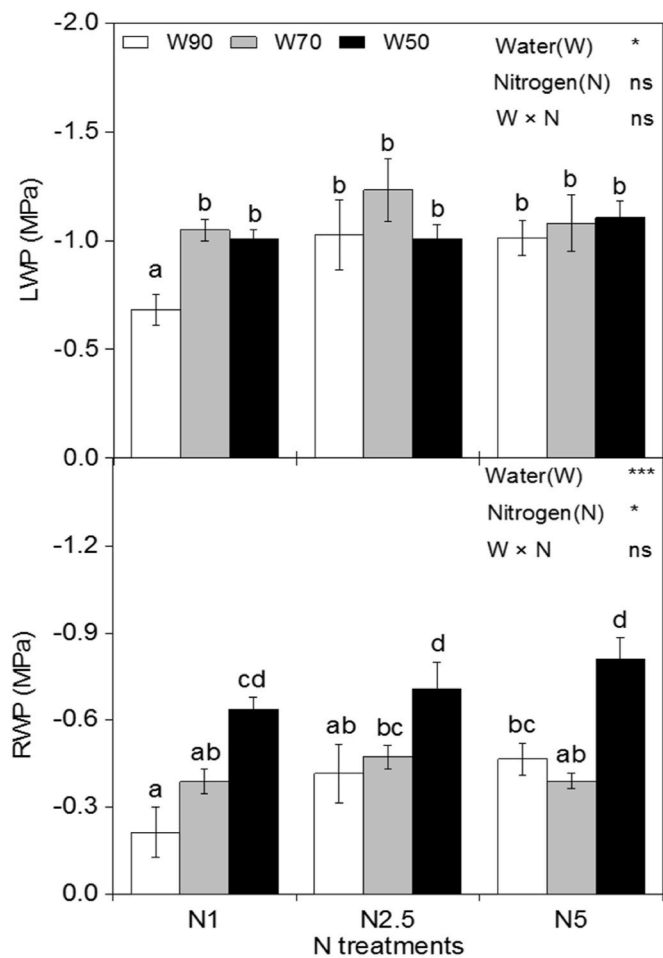 -2.0
W90 W70 W50
Water(W) *
Nitrogen(N) ns
W × N ns
-1.5
b
b b b b b b
-1.0
a
-0.5
0.0
LWP (MPa)
Water(W) ***
Nitrogen(N) *
W × N ns
-1.2
-0.9
d
d
cd
-0.6
ab bc bc ab
ab
a
-0.3
0.0
RWP (MPa)
N1 N2.5 N5
N treatments